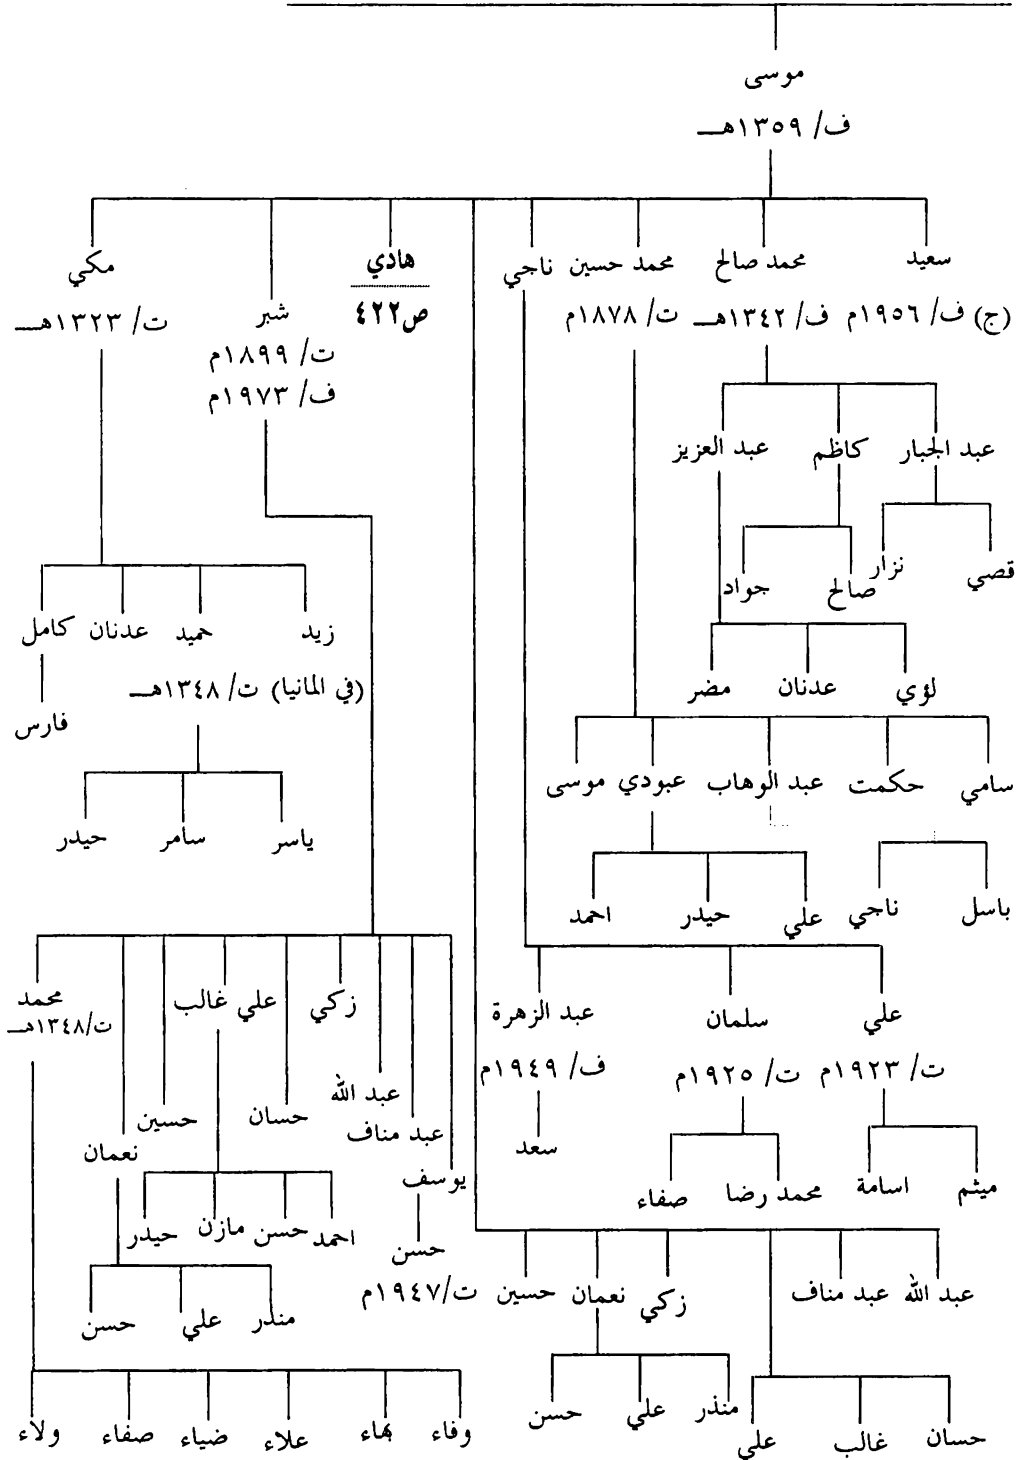 موسى
ف/ ١٣٥٩هـ
سعيد محمد صالح محمد حسين ناجي هادي شبر مكي
(ج) ف/ ١٩٥٦م ف/ ١٣٤٢هـ ت/ ١٨٧٨م ص٤٢٢ ت/ ١٨٩٩م ت/ ١٣٢٣هـ
ف/ ١٩٧٣م
عبد الجبار كاظم عبد العزيز
قصي نزار صالح جواد
زيد حميد عدنان كامل
لؤي عدنان مضر
(في المانيا) ت/ ١٣٤٨هـ
فارس
سامي حكمت عبد الوهاب عبودي موسى
ياسر سامر حيدر
باسل ناجي علي حيدر احمد
علي سلمان عبد الزهرة
زكي علي غالب محمد
ت/١٣٤٨هـ
ت/ ١٩٢٣م ت/ ١٩٢٥م ف/ ١٩٤٩م
عبد الله حسان حسين
عبد مناف نعمان
سعد
يوسف
ميثم اسامة محمد رضا صفاء
احمد حسن مازن حيدر
حسن
ت/١٩٤٧م
عبد الله عبد مناف زكي نعمان حسين
منذر علي حسن
منذر علي حسن
حسان غالب علي
وفاء بهاء علاء ضياء صفاء ولاء